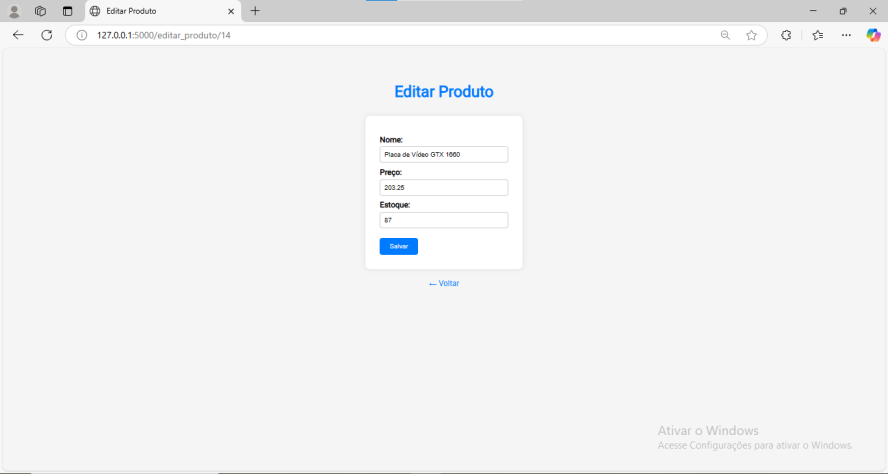 Editar Produto
127.0.0.1:5000/editar_produto/14
Editar Produto
Nome:
Placa de Vídeo GTX 1660
Preço:
203.25
Estoque:
87
Salvar
← Voltar
Ativar o Windows
Acesse Configurações para ativar o Windows.